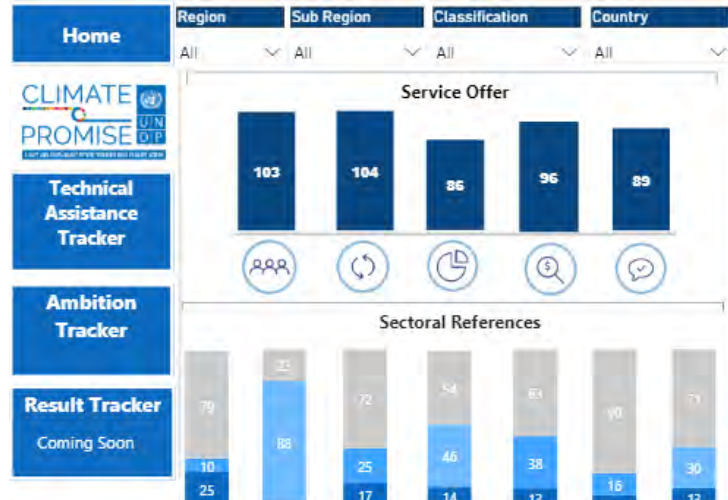 Home
Region
Sub Region
Classification
Country
All
All
All
All
CLIMATE
PROMISE
UN
DP
Technical
Assistance
Tracker
Ambition
Tracker
Result Tracker
Coming Soon
Service Offer
103
104
86
96
89
Sectoral References
79
10
25
88
72
25
17
54
46
14
63
38
90
16
71
30